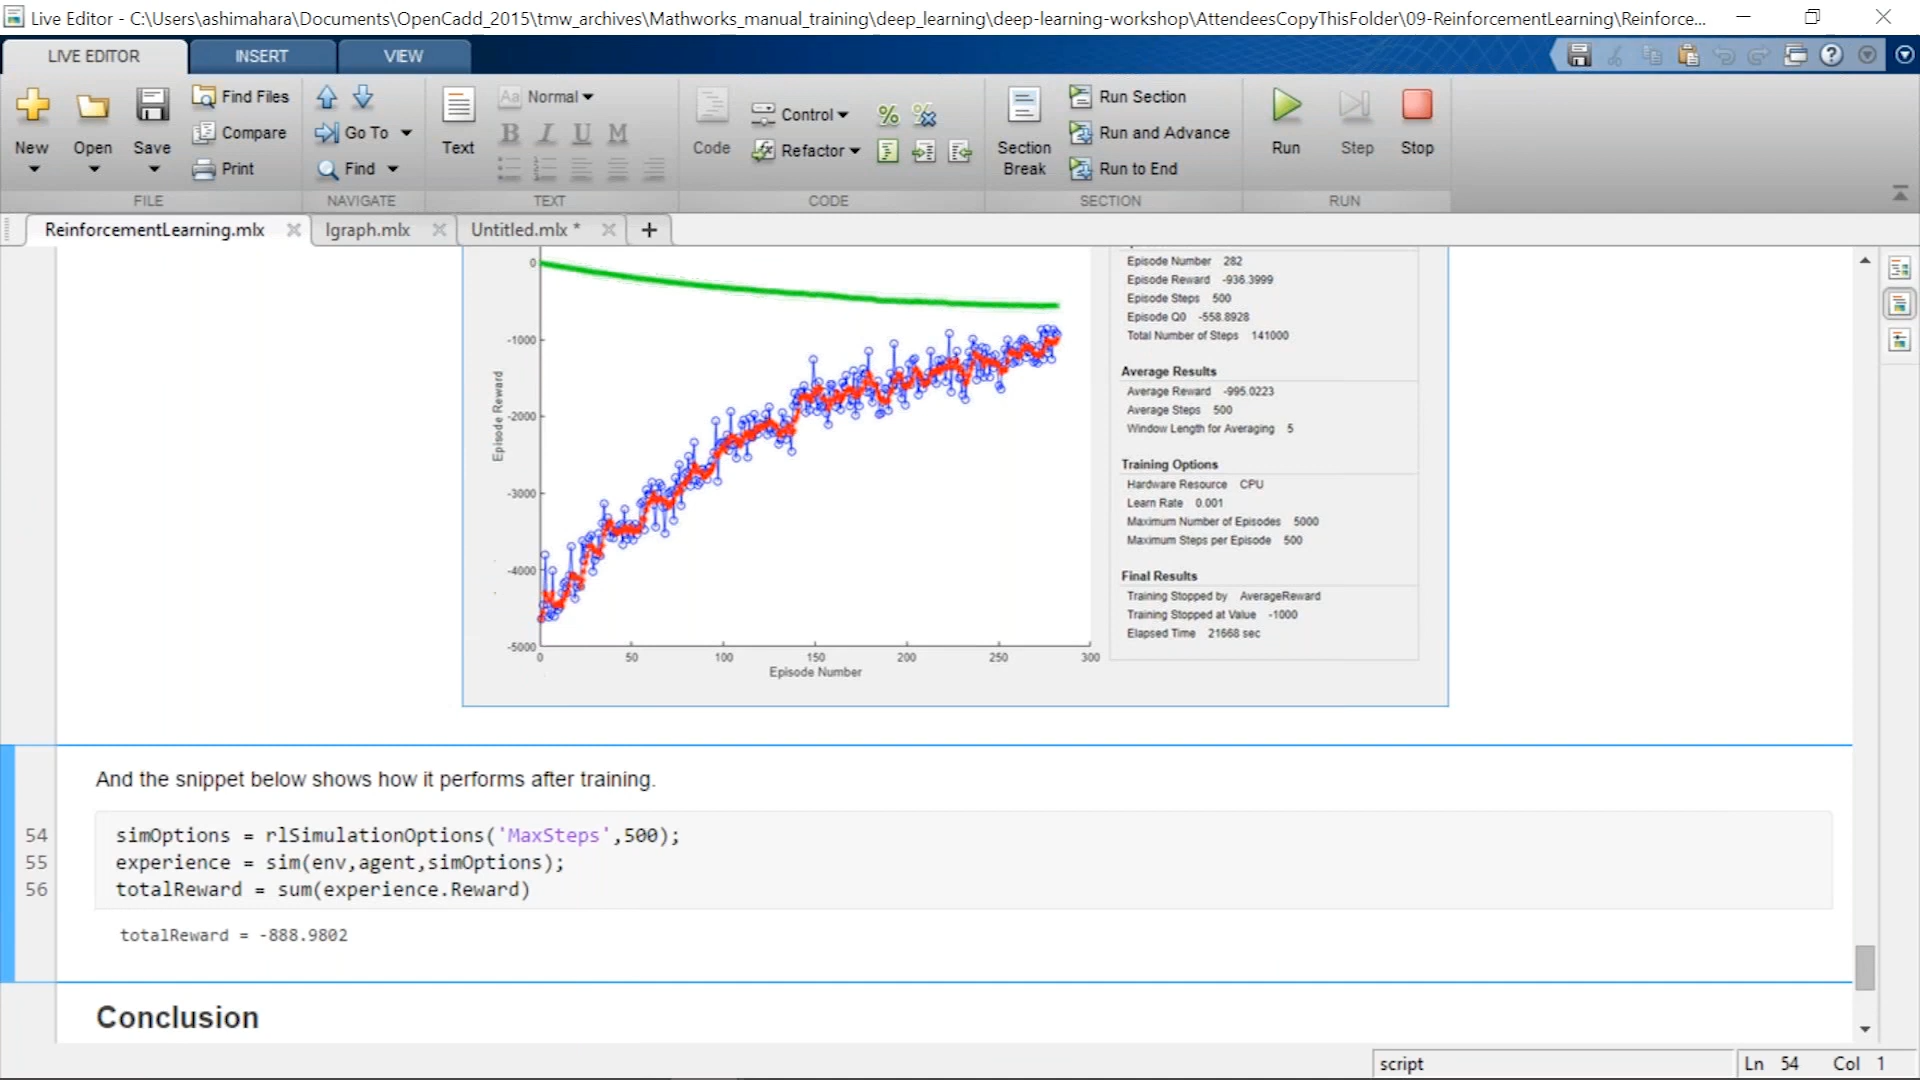 Live Editor - C:\Users\ashimahara\Documents\OpenCadd_2015\tmw_archives\Mathworks_manual_training\deep_learning\deep-learning-workshop\AttendeesCopyThisFolder\09-ReinforcementLearning\Reinforce...
LIVE EDITOR INSERT VIEW
New Open Save Find Files Compare Print
FILE
Go To Find
NAVIGATE
Text Aa Normal B I U M
TEXT
Code Control Refactor
CODE
Section Break Run Section Run and Advance Run to End
SECTION
Run Step Stop
RUN
ReinforcementLearning.mlx lgraph.mlx Untitled.mlx * +
Episode Reward
0
-1000
-2000
-3000
-4000
-5000
0 50 100 150 200 250 300
Episode Number
Episode Number 282
Episode Reward -936.3999
Episode Steps 500
Episode Q0 -558.8928
Total Number of Steps 141000
Average Results
Average Reward -995.0223
Average Steps 500
Window Length for Averaging 5
Training Options
Hardware Resource CPU
Learn Rate 0.001
Maximum Number of Episodes 5000
Maximum Steps per Episode 500
Final Results
Training Stopped by AverageReward
Training Stopped at Value -1000
Elapsed Time 21668 sec
And the snippet below shows how it performs after training.
54 simOptions = rlSimulationOptions('MaxSteps',500);
55 experience = sim(env,agent,simOptions);
56 totalReward = sum(experience.Reward)
totalReward = -888.9802
Conclusion
script Ln 54 Col 1